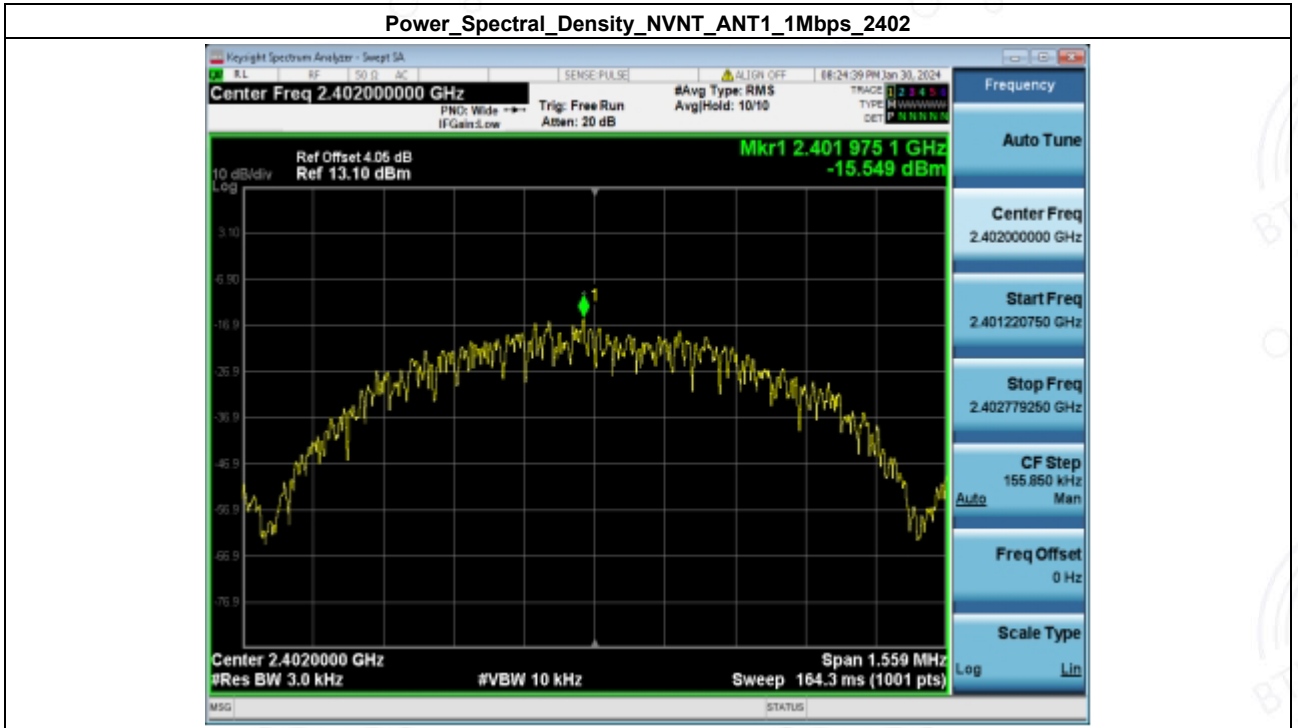 Power_Spectral_Density_NVNT_ANT1_1Mbps_2402
Keysight Spectrum Analyzer - Swept SA
RL RF 50 Ω AC SENSE:PULSE ALIGN OFF 08:24:39 PM Jan 30, 2024
Center Freq 2.402000000 GHz
PNO: Wide
IFGain:Low
Trig: Free Run
Atten: 20 dB
#Avg Type: RMS
Avg|Hold: 10/10
TRACE 1 2 3 4 5 6
TYPE M WWWWW
DET P N N N N N
Mkr1 2.401 975 1 GHz
-15.549 dBm
Ref Offset 4.05 dB
10 dB/div Ref 13.10 dBm
Log
3.10
-6.90
1
-16.9
-26.9
-36.9
-46.9
-56.9
-66.9
-76.9
Center 2.4020000 GHz Span 1.559 MHz
#Res BW 3.0 kHz #VBW 10 kHz Sweep 164.3 ms (1001 pts)
MSG STATUS
Frequency
Auto Tune
Center Freq
2.402000000 GHz
Start Freq
2.401220750 GHz
Stop Freq
2.402779250 GHz
CF Step
155.850 kHz
Auto Man
Freq Offset
0 Hz
Scale Type
Log Lin